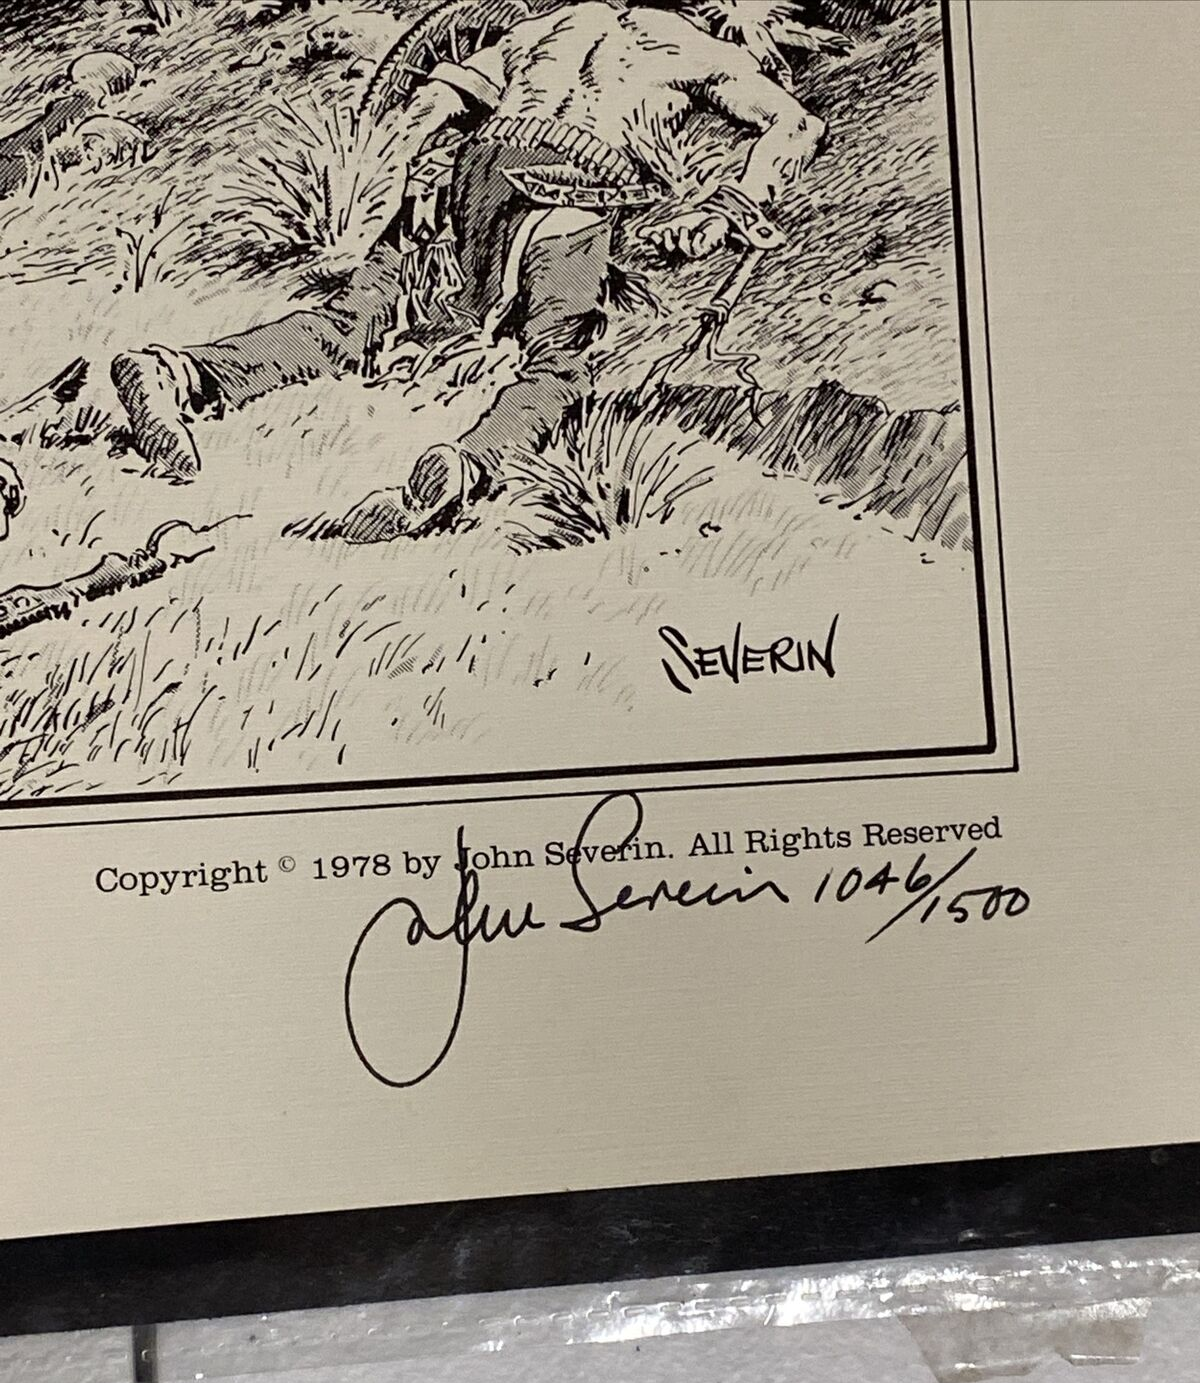 SEVERIN
Copyright © 1978 by John Severin. All Rights Reserved
John Severin 1046/1500